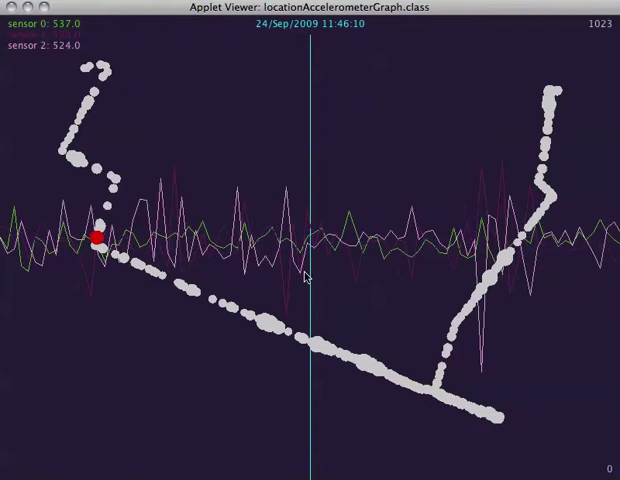 Applet Viewer: locationAccelerometerGraph.class
sensor 0: 537.0
24/Sep/2009 11:46:10
1023
sensor 2: 524.0
0